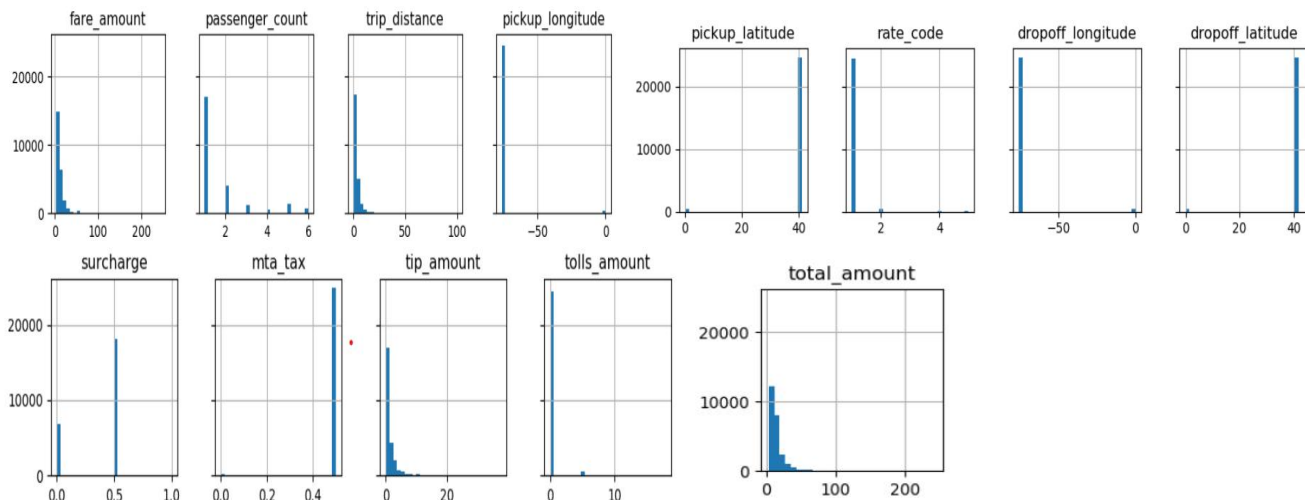 fare_amount passenger_count trip_distance pickup_longitude
pickup_latitude rate_code dropoff_longitude dropoff_latitude
20000 20000
10000 10000
0 0
0 100 200 2 4 6 0 50 100 −50 0
0 20 40 2 4 −50 0 0 20 40
surcharge mta_tax tip_amount tolls_amount
total_amount
20000 20000
10000 10000
0 0
0.0 0.5 1.0 0.0 0.2 0.4 0 20 0 10
0 100 200